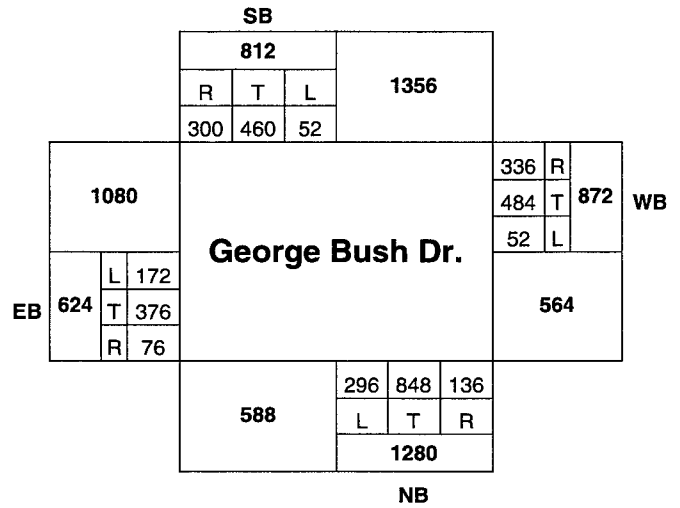 SB
812
1356
R T L
300 460 52
1080
336 R
484 T 872 WB
52 L
George Bush Dr.
L 172
EB 624 T 376
R 76
564
588
296 848 136
L T R
1280
NB